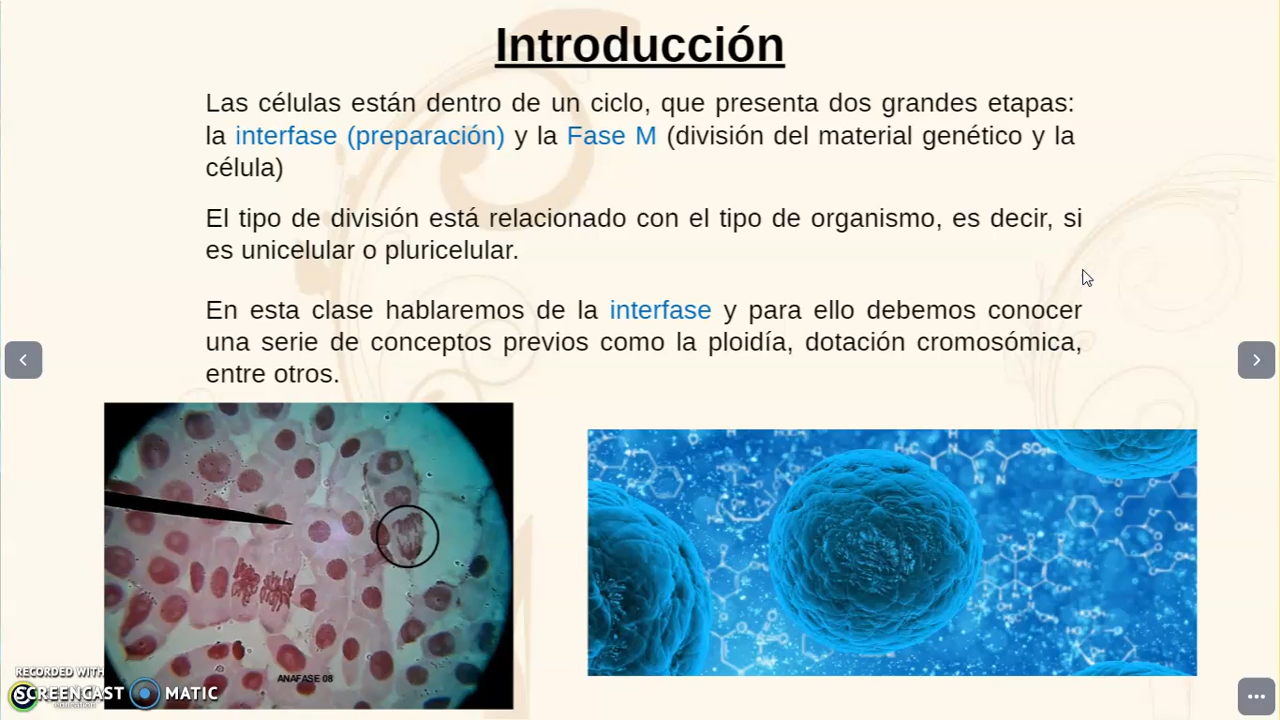 Introducción
Las células están dentro de un ciclo, que presenta dos grandes etapas:
la interfase (preparación) y la Fase M (división del material genético y la
célula)
El tipo de división está relacionado con el tipo de organismo, es decir, si
es unicelular o pluricelular.
En esta clase hablaremos de la interfase y para ello debemos conocer
una serie de conceptos previos como la ploidía, dotación cromosómica,
entre otros.
ANAFASE 08
RECORDED WITH
SCREENCAST MATIC
education